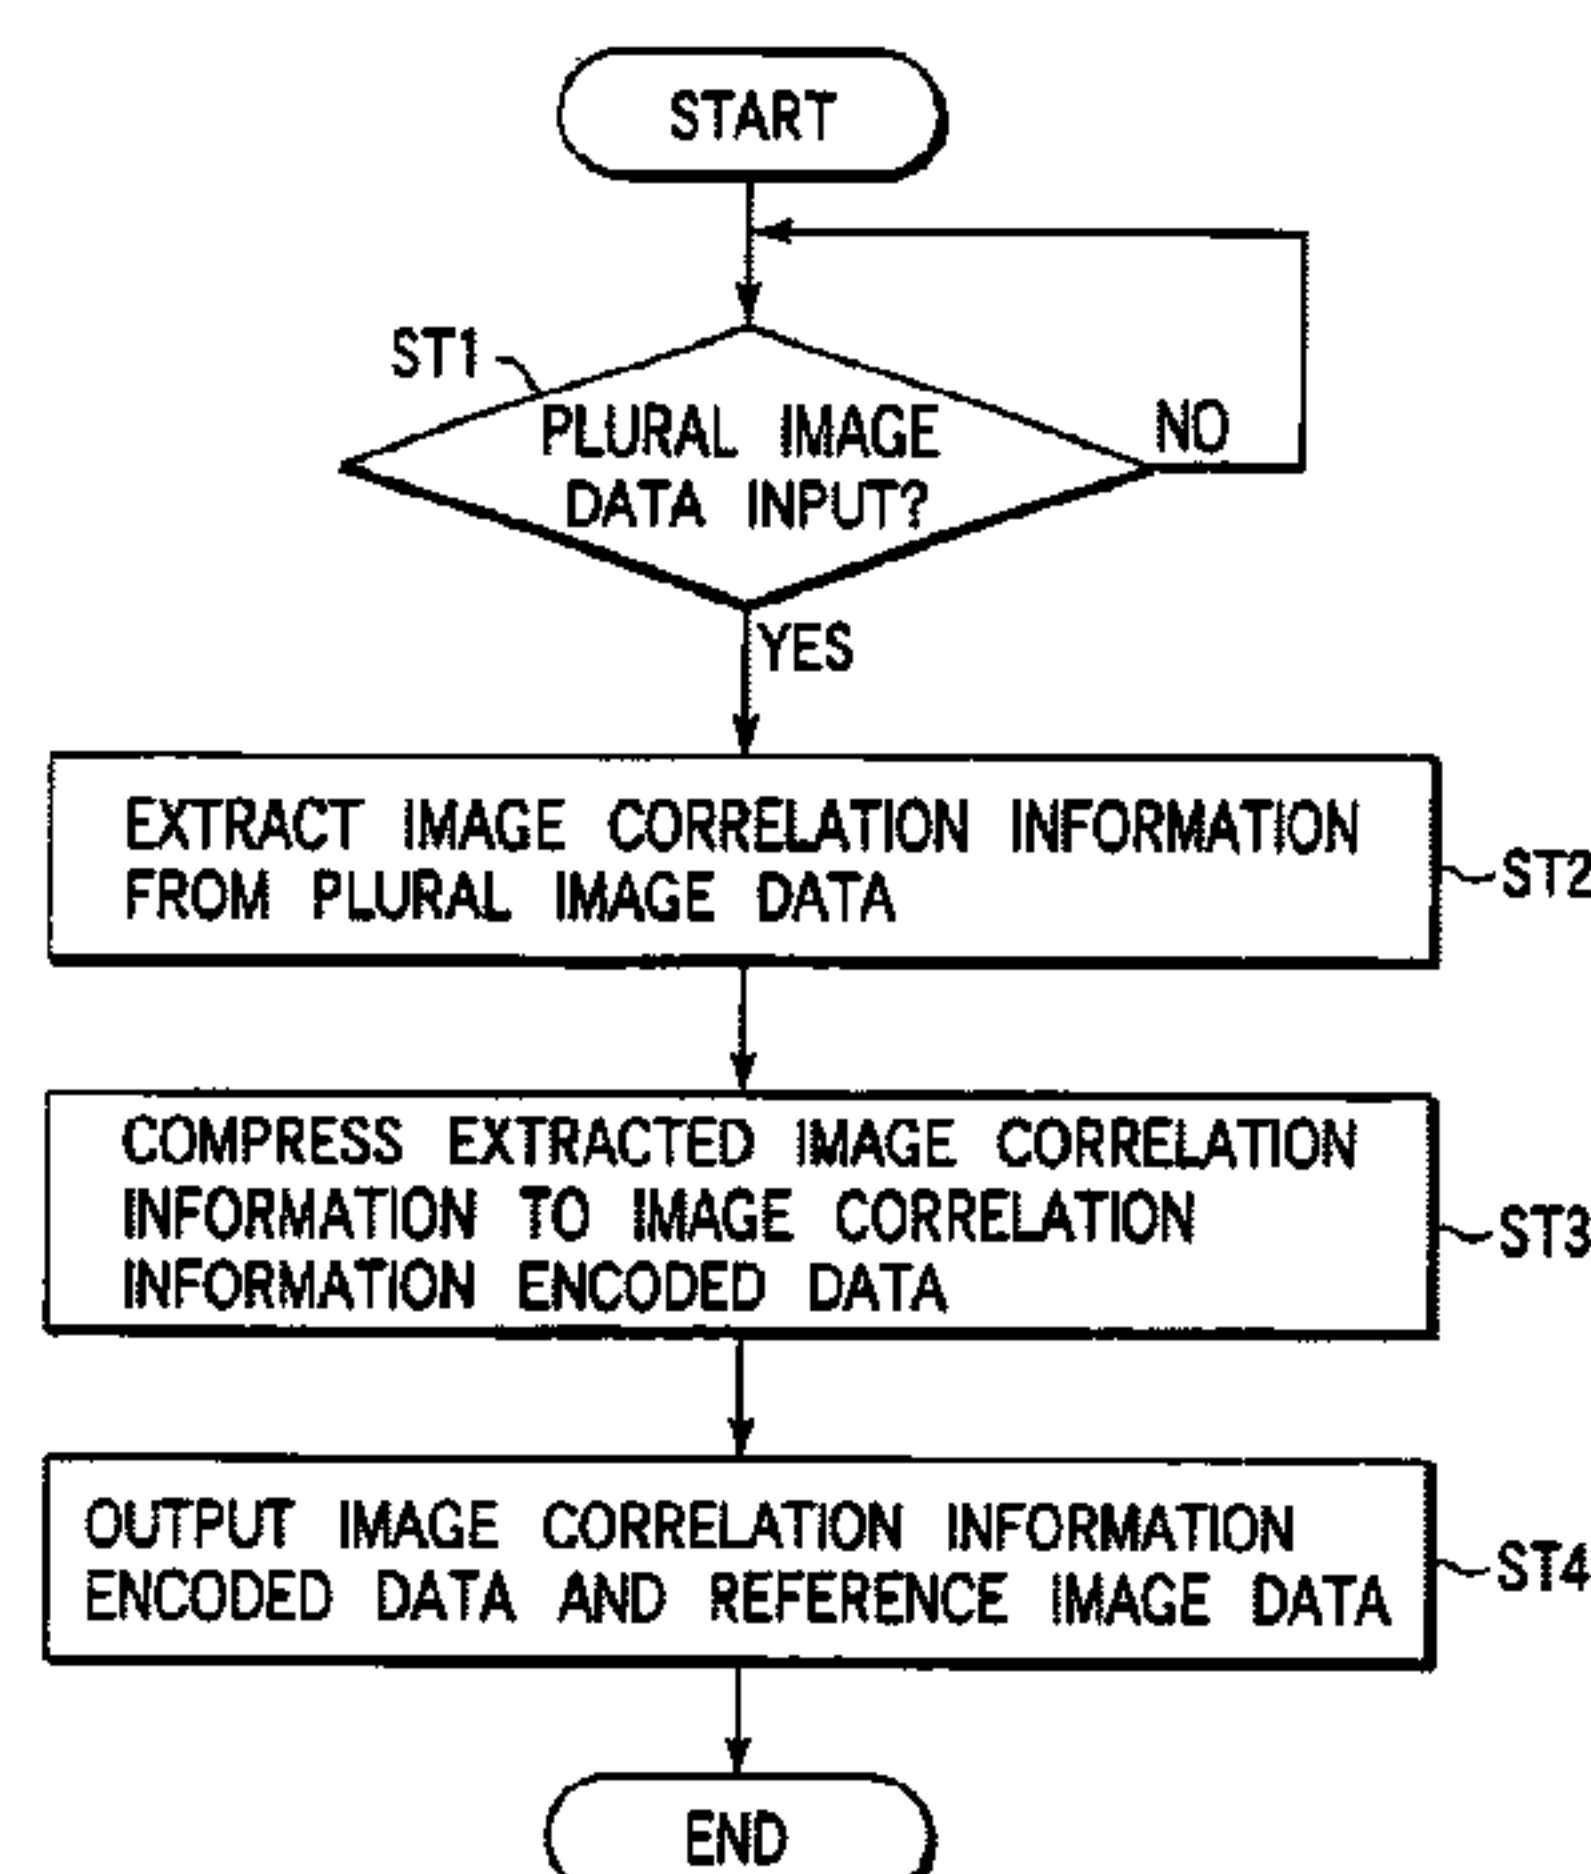 START
ST1
PLURAL IMAGE
DATA INPUT?
NO
YES
EXTRACT IMAGE CORRELATION INFORMATION
FROM PLURAL IMAGE DATA
ST2
COMPRESS EXTRACTED IMAGE CORRELATION
INFORMATION TO IMAGE CORRELATION
INFORMATION ENCODED DATA
ST3
OUTPUT IMAGE CORRELATION INFORMATION
ENCODED DATA AND REFERENCE IMAGE DATA
ST4
END